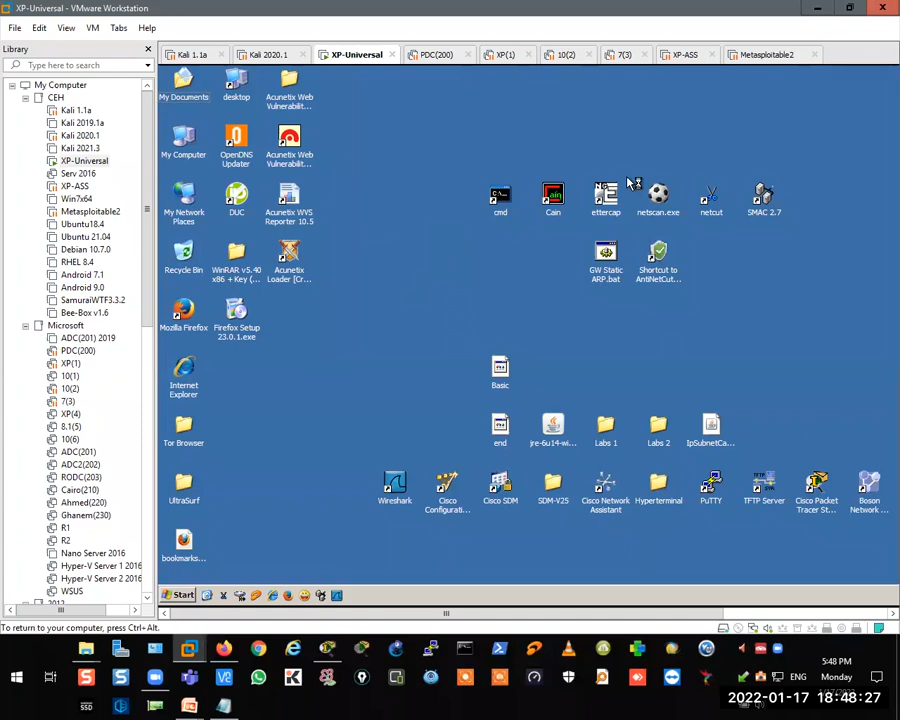 XP-Universal - VMware Workstation
File Edit View VM Tabs Help
Library
Type here to search
My Computer
CEH
Kali 1.1a
Kali 2019.1a
Kali 2020.1
Kali 2021.3
XP-Universal
Serv 2016
XP-ASS
Win7x64
Metasploitable2
Ubuntu18.4
Ubuntu 21.04
Debian 10.7.0
RHEL 8.4
Android 7.1
Android 9.0
SamuraiWTF3.3.2
Bee-Box v1.6
Microsoft
ADC(201) 2019
PDC(200)
XP(1)
10(1)
10(2)
7(3)
XP(4)
8.1(5)
10(6)
ADC(201)
ADC2(202)
RODC(203)
Cairo(210)
Ahmed(220)
Ghanem(230)
R1
R2
Nano Server 2016
Hyper-V Server 1 2016
Hyper-V Server 2 2016
WSUS
Kali 1.1a Kali 2020.1 XP-Universal PDC(200) XP(1) 10(2) 7(3) XP-ASS Metasploitable2
My Documents desktop Acunetix Web
Vulnerabilit...
My Computer OpenDNS
Updater Acunetix Web
Vulnerabilit...
My Network
Places DUC Acunetix WVS
Reporter 10.5
cmd Cain ettercap netscan.exe netcut SMAC 2.7
Recycle Bin WinRAR v5.40
x86 + Key (... Acunetix
Loader [Cr...
GW Static
ARP.bat Shortcut to
AntiNetCut...
Mozilla Firefox Firefox Setup
23.0.1.exe
Internet
Explorer Basic
Tor Browser end jre-6u14-wi... Labs 1 Labs 2 IpSubnetCa...
UltraSurf Wireshark Cisco
Configurati... Cisco SDM SDM-V25 Cisco Network
Assistant Hyperterminal PuTTY TFTP Server Cisco Packet
Tracer St... Boson
Network ...
bookmarks...
Start
To return to your computer, press Ctrl+Alt.
5:48 PM
ENG Monday
2022-01-17 18:48:27
SSD